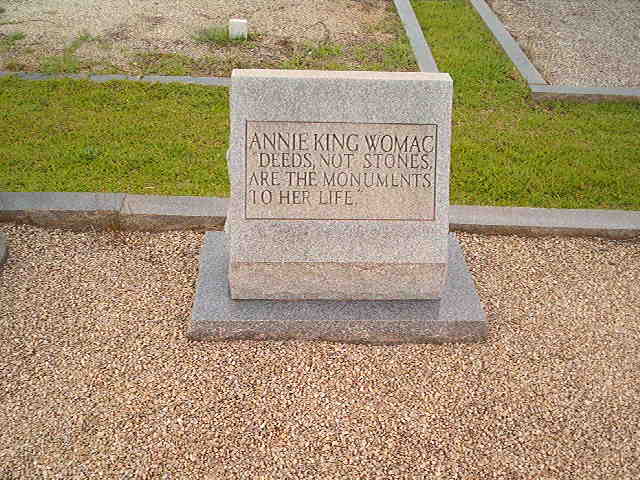 ANNIE KING WOMAC
"DEEDS, NOT STONES,
ARE THE MONUMENTS
TO HER LIFE."